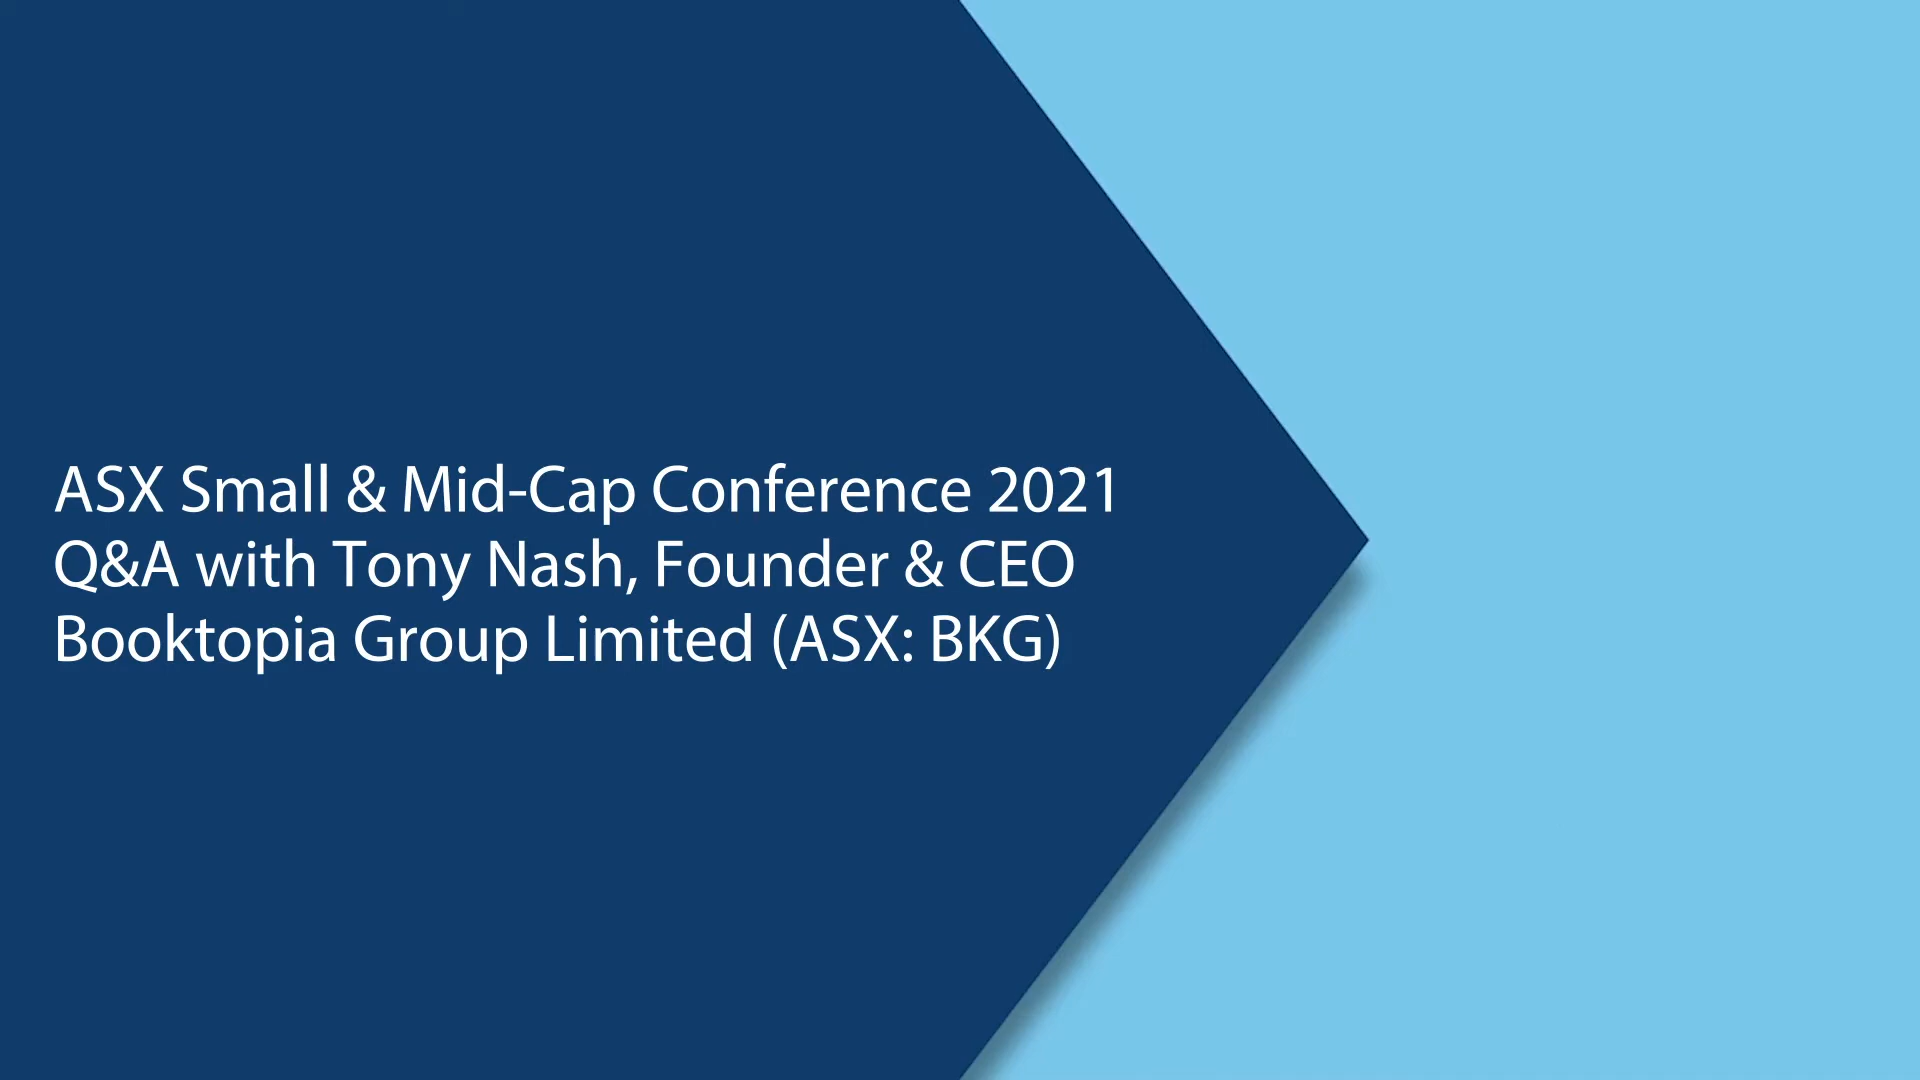 ASX Small & Mid-Cap Conference 2021
Q&A with Tony Nash, Founder & CEO
Booktopia Group Limited (ASX: BKG)